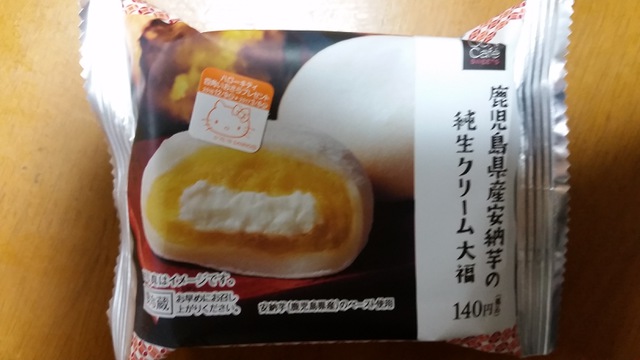 Café
鹿児島県産安納芋の
純生クリーム大福
140円
ハローキティ
写真はイメージです。
冷蔵
お早めにお召し
上がりください。
安納芋(鹿児島県産)のペースト使用